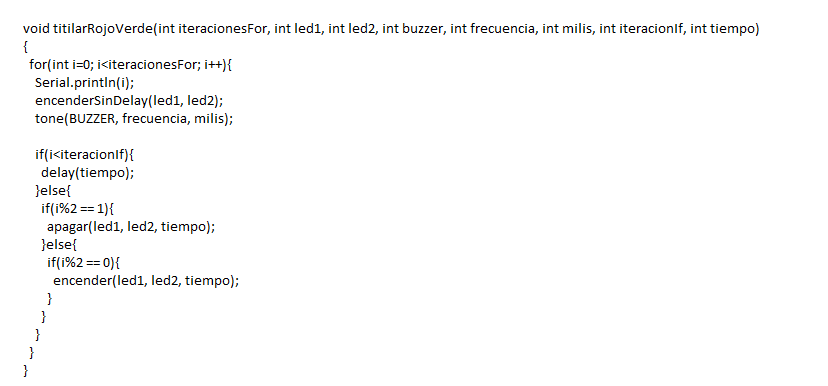 void titilarRojoVerde(int iteracionesFor, int led1, int led2, int buzzer, int frecuencia, int milis, int iteracionIf, int tiempo)
{
for(int i=0; i<iteracionesFor; i++){
Serial.println(i);
encenderSinDelay(led1, led2);
tone(BUZZER, frecuencia, milis);
if(i<iteracionIf){
delay(tiempo);
}else{
if(i%2 == 1){
apagar(led1, led2, tiempo);
}else{
if(i%2 == 0){
encender(led1, led2, tiempo);
}
}
}
}
}